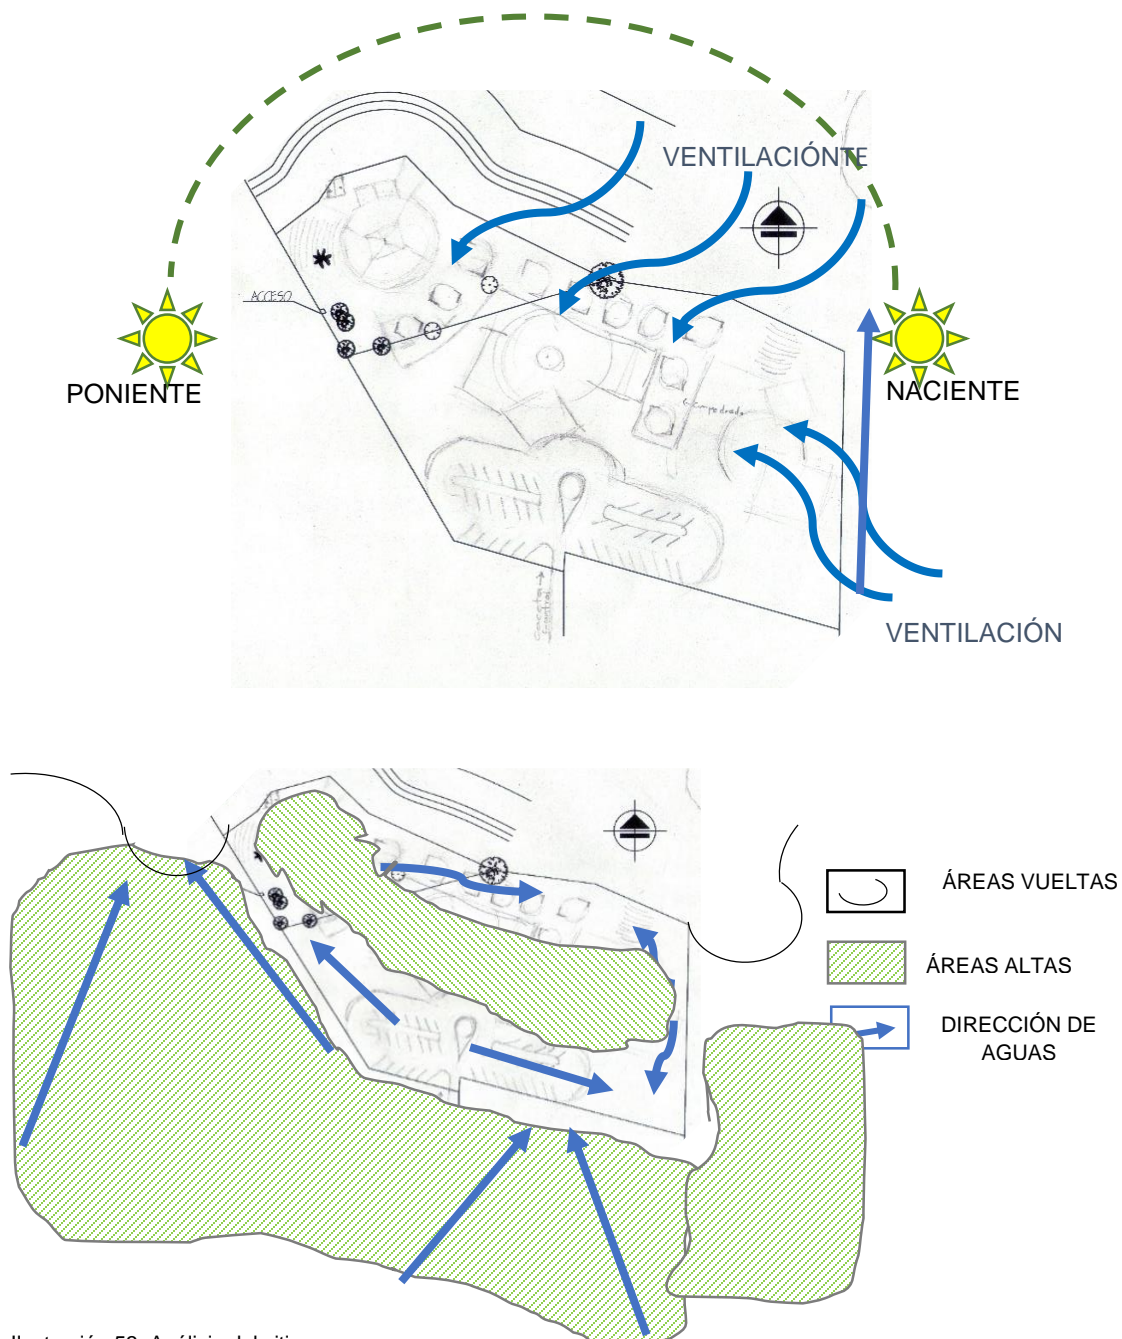 VENTILACIÓNTE
ACCESO
PONIENTE
NACIENTE
VENTILACIÓN
ÁREAS VUELTAS
ÁREAS ALTAS
DIRECCIÓN DE
AGUAS